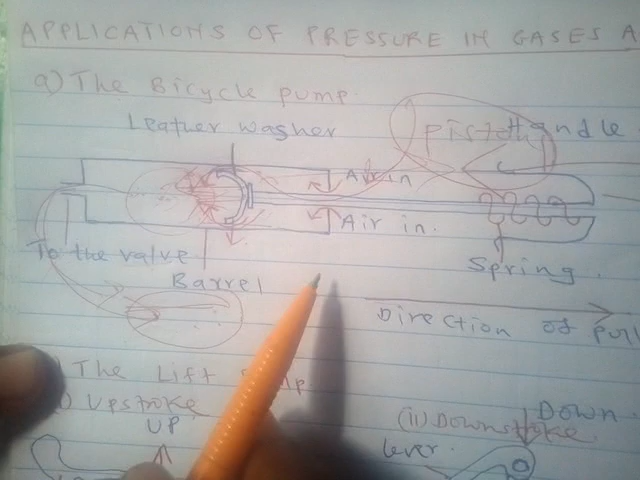 APPLICATIONS OF PRESSURE IN GASES A
a) The Bicycle pump.
Leather washer
Piston
Handle
Air in
Air in.
To the valve
Barrel
Spring.
Direction of pull
The Lift
Upstroke
UP
(ii) Downstroke.
Down
lever.